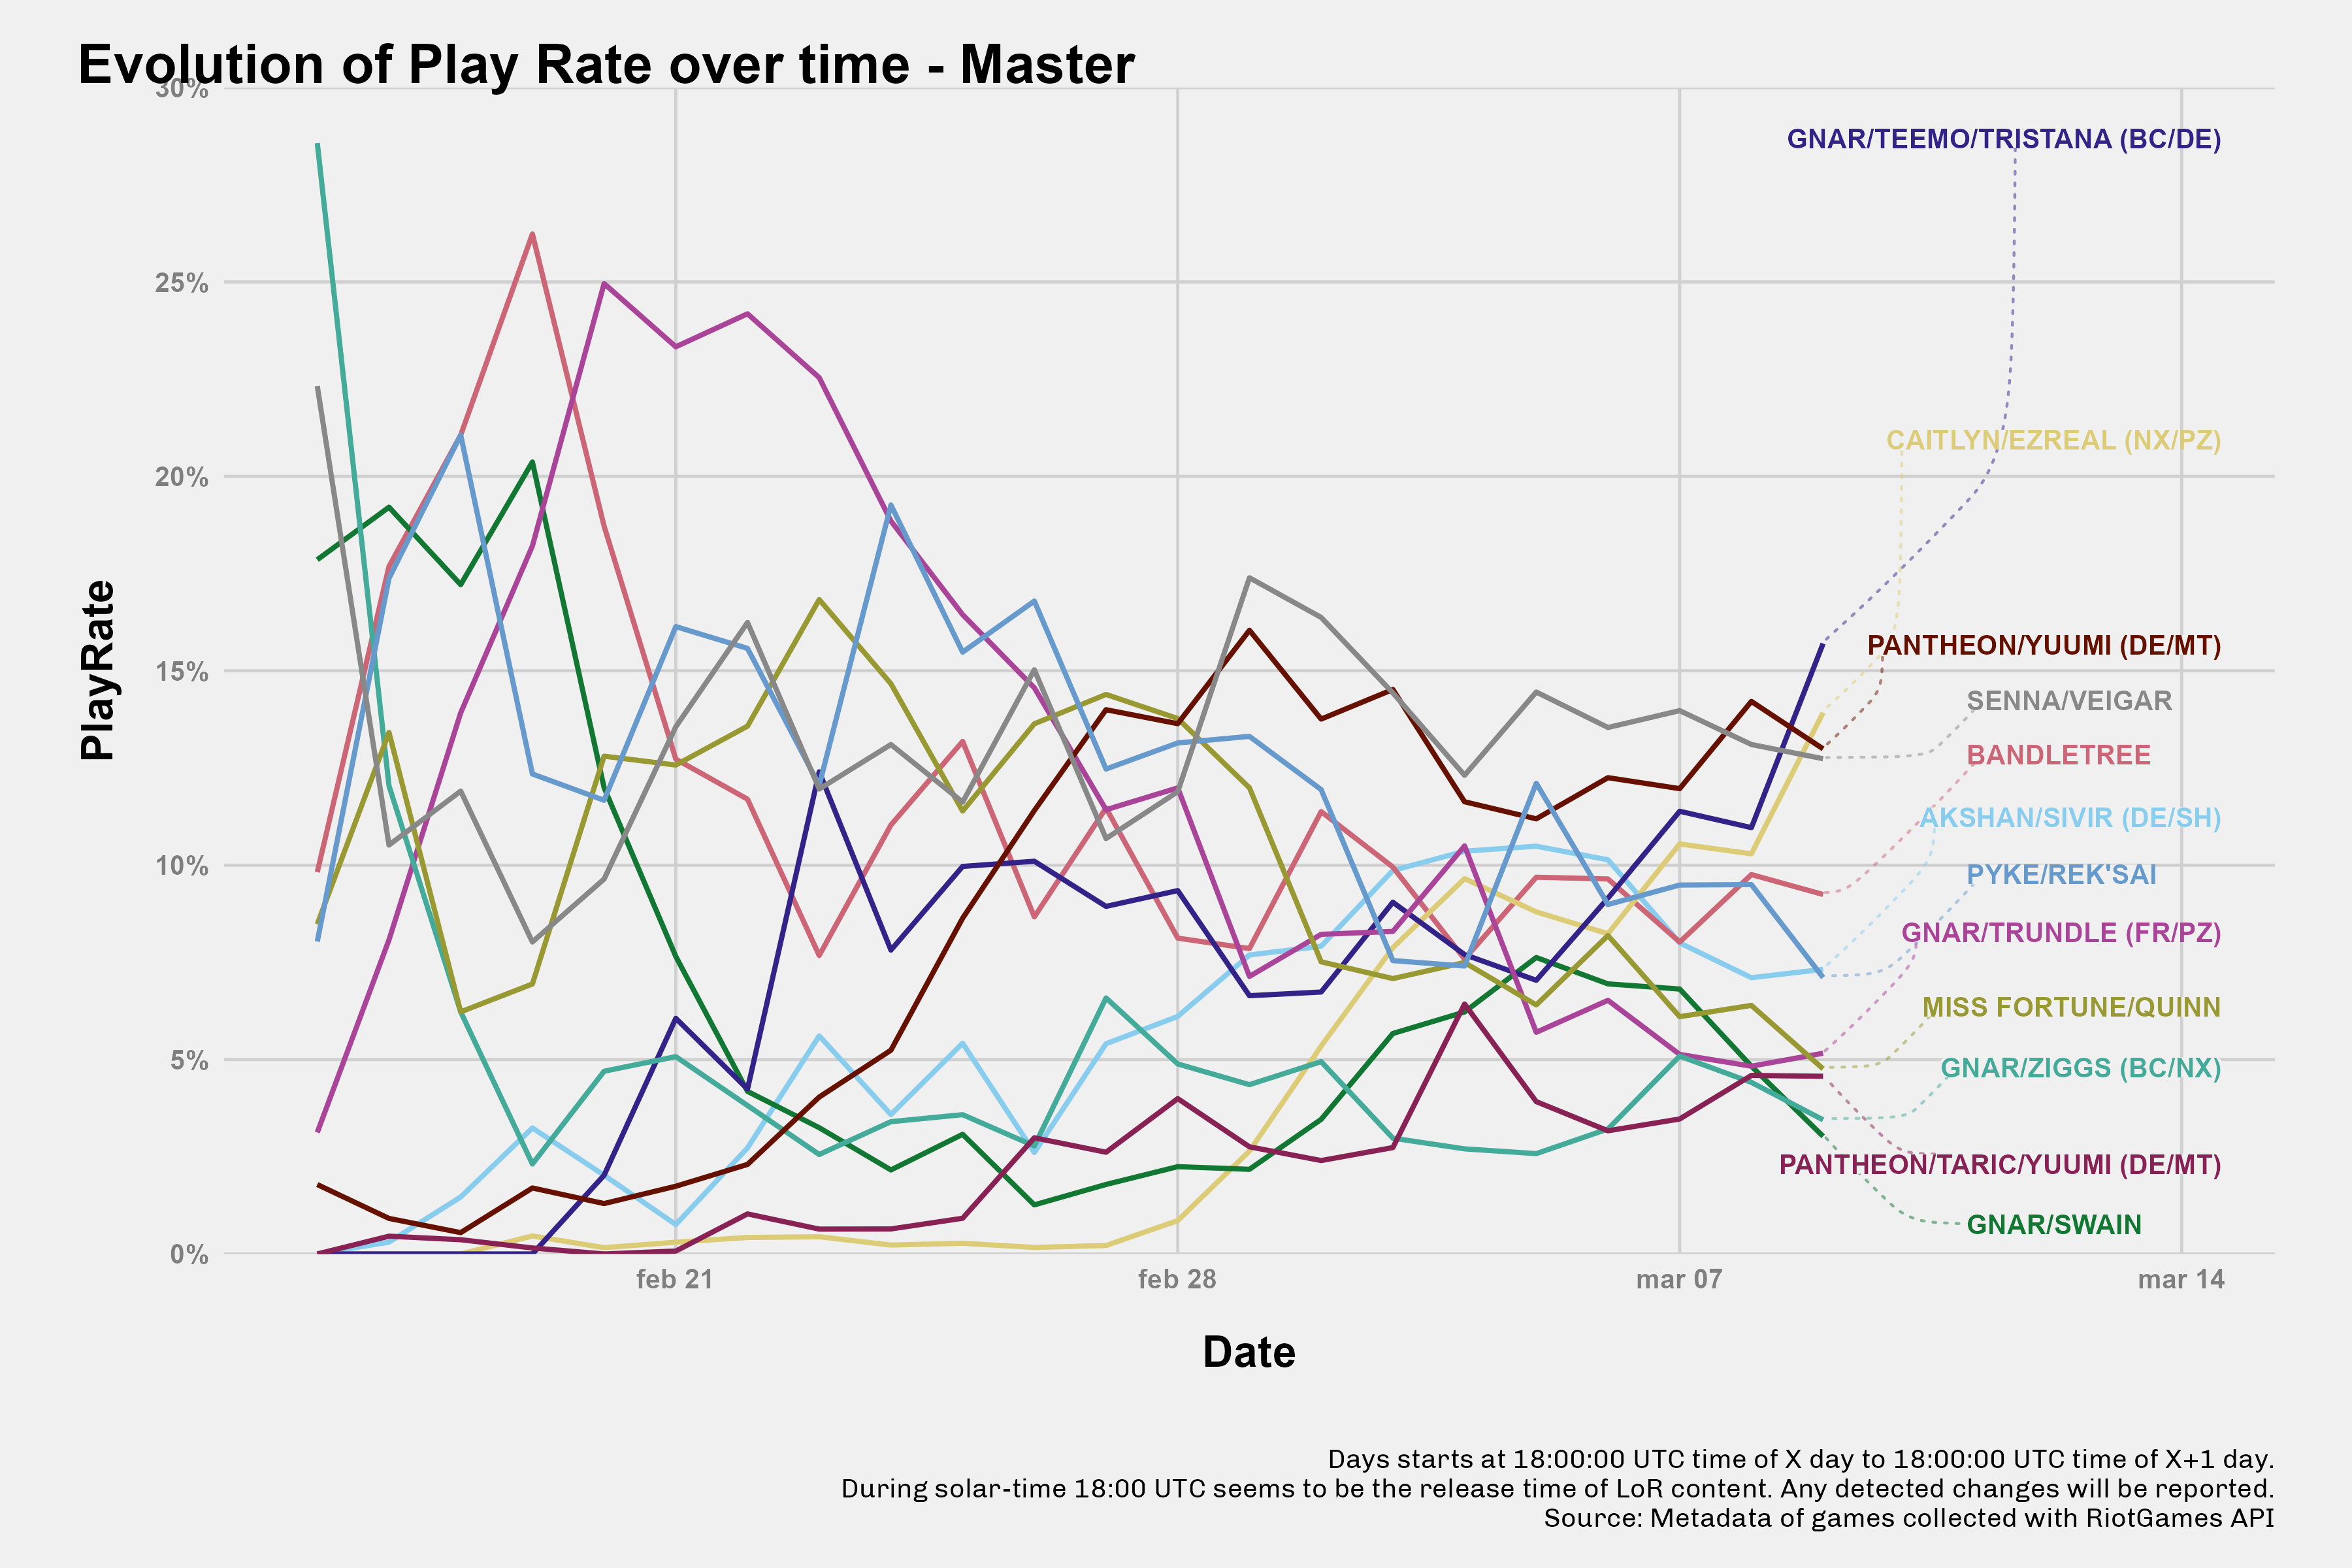 Evolution of Play Rate over time - Master
30%
25%
20%
15%
10%
5%
0%
PlayRate
GNAR/TEEMO/TRISTANA (BC/DE)
CAITLYN/EZREAL (NX/PZ)
PANTHEON/YUUMI (DE/MT)
SENNA/VEIGAR
BANDLETREE
AKSHAN/SIVIR (DE/SH)
PYKE/REK'SAI
GNAR/TRUNDLE (FR/PZ)
MISS FORTUNE/QUINN
GNAR/ZIGGS (BC/NX)
PANTHEON/TARIC/YUUMI (DE/MT)
GNAR/SWAIN
feb 21
feb 28
mar 07
mar 14
Date
Days starts at 18:00:00 UTC time of X day to 18:00:00 UTC time of X+1 day.
During solar-time 18:00 UTC seems to be the release time of LoR content. Any detected changes will be reported.
Source: Metadata of games collected with RiotGames API